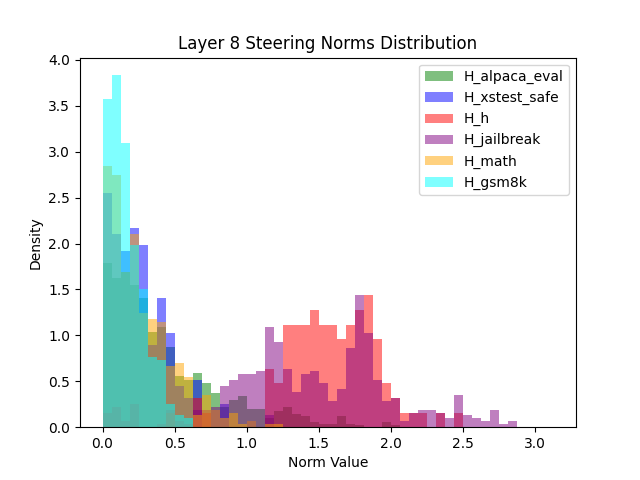 Layer 8 Steering Norms Distribution
H_alpaca_eval
H_xstest_safe
H_h
H_jailbreak
H_math
H_gsm8k
4.0
3.5
3.0
2.5
2.0
1.5
1.0
0.5
0.0
Density
0.0 0.5 1.0 1.5 2.0 2.5 3.0
Norm Value